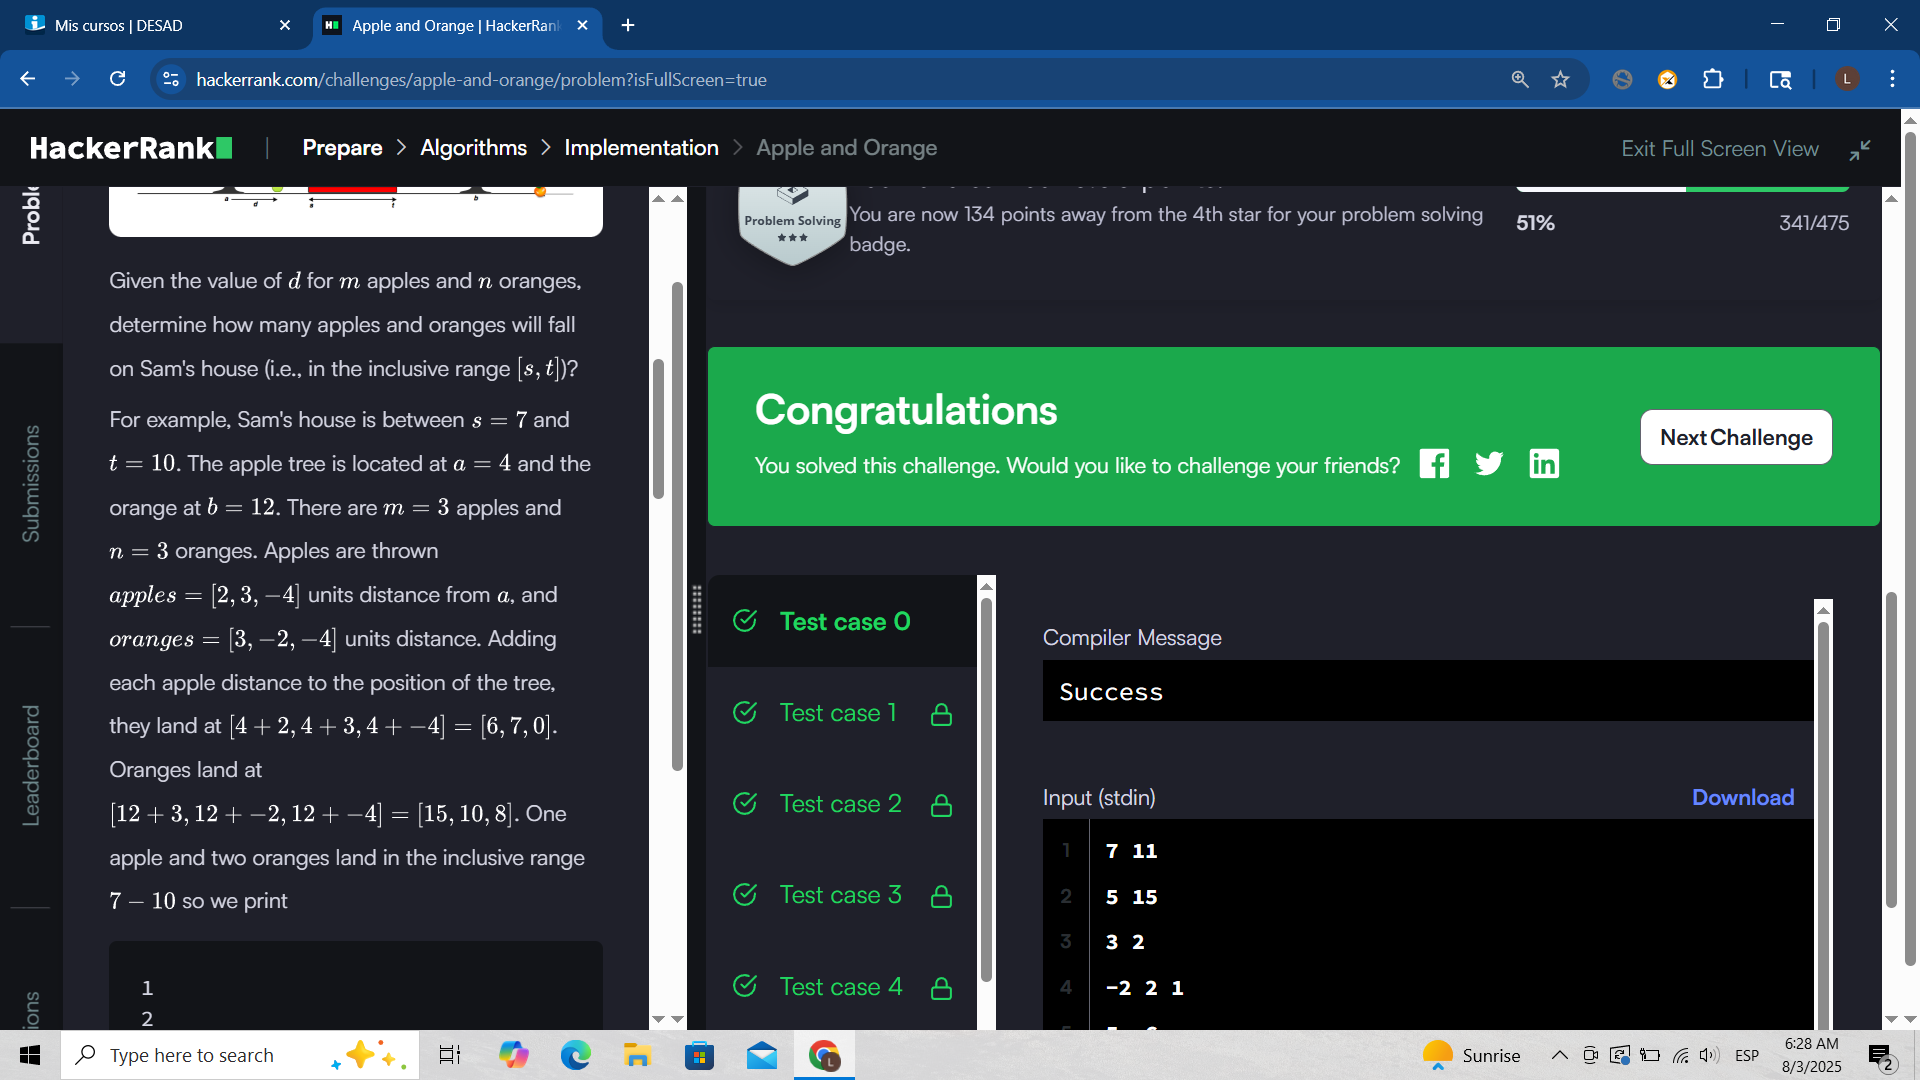 Mis cursos | DESAD
Apple and Orange | HackerRank
hackerrank.com/challenges/apple-and-orange/problem?isFullScreen=true
L
HackerRank
Prepare > Algorithms > Implementation > Apple and Orange
Exit Full Screen View
Submissions
Leaderboard
a
d
s
t
b
Given the value of d for m apples and n oranges,
determine how many apples and oranges will fall
on Sam's house (i.e., in the inclusive range [s, t])?
For example, Sam's house is between s = 7 and
t = 10. The apple tree is located at a = 4 and the
orange at b = 12. There are m = 3 apples and
n = 3 oranges. Apples are thrown
apples = [2, 3, −4] units distance from a, and
oranges = [3, −2, −4] units distance. Adding
each apple distance to the position of the tree,
they land at [4 + 2, 4 + 3, 4 + −4] = [6, 7, 0].
Oranges land at
[12 + 3, 12 + −2, 12 + −4] = [15, 10, 8]. One
apple and two oranges land in the inclusive range
7 − 10 so we print
1
2
Problem Solving
You are now 134 points away from the 4th star for your problem solving
badge.
51%
341/475
Congratulations
You solved this challenge. Would you like to challenge your friends?
Next Challenge
Test case 0
Test case 1
Test case 2
Test case 3
Test case 4
Compiler Message
Success
Input (stdin)
Download
1 7 11
2 5 15
3 3 2
4 -2 2 1
Type here to search
Sunrise
ESP
6:28 AM
8/3/2025
2